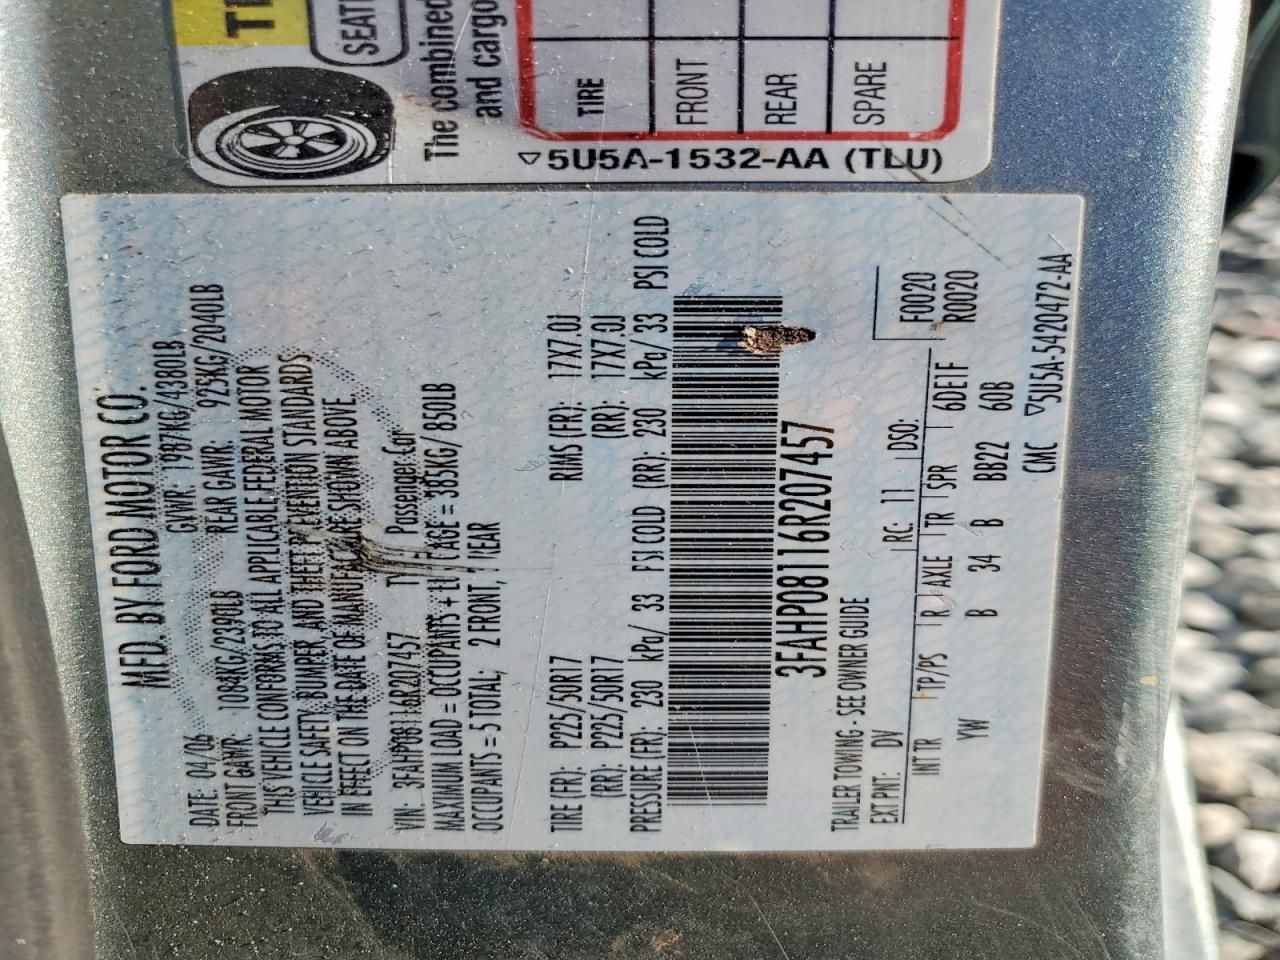 SEATI
The combined
and cargo
TIRE
FRONT
REAR
SPARE
5U5A-1532-AA (TLU)
MFD. BY FORD MOTOR CO.
DATE: 04/06 GVWR: 1987KG/4380LB
FRONT GAWR: 1084KG/2390LB REAR GAWR: 925KG/2040LB
THIS VEHICLE CONFORMS TO ALL APPLICABLE FEDERAL MOTOR
VEHICLE SAFETY, BUMPER, AND THEFT PREVENTION STANDARDS
IN EFFECT ON THE DATE OF MANUFACTURE SHOWN ABOVE.
VIN: 3FAHP08116R207457 Passenger Car
MAXIMUM LOAD = OCCUPANTS + LUGGAGE = 385KG/ 850LB
OCCUPANTS = 5 TOTAL; 2 FRONT, REAR
TIRE (FR): P225/50R17 RIMS (FR): 17X7.0J
(RR): P225/50R17 (RR): 17X7.0J
PRESSURE (FR): 230 kPa/ 33 PSI COLD (RR): 230 kPa/ 33 PSI COLD
3FAHP08116R207457
TRAILER TOWING - SEE OWNER GUIDE
EXT PNT: DV RC: 11 DSO: F0020
R0020
INT TR TP/PS R AXLE TR SPR 6DE1F
YW B 34 B BB22 60B
CMC 5U5A-5420472-AA